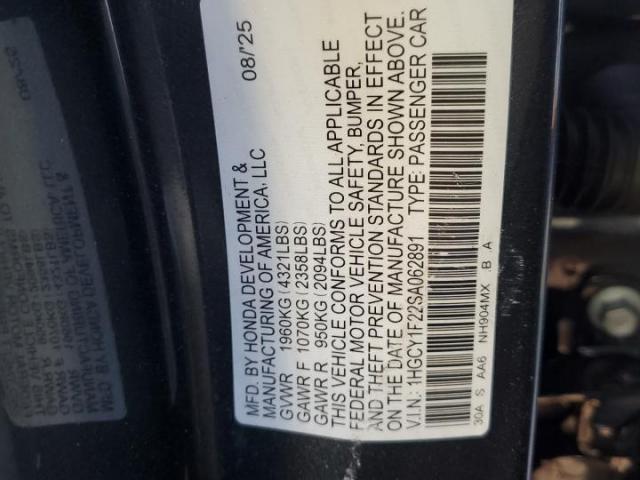 MFD. BY HONDA DEVELOPMENT & 08/'25
MANUFACTURING OF AMERICA, LLC
GVWR 1960KG (4321LBS)
GAWR F 1070KG (2358LBS)
GAWR R 950KG (2094LBS)
THIS VEHICLE CONFORMS TO ALL APPLICABLE
FEDERAL MOTOR VEHICLE SAFETY, BUMPER,
AND THEFT PREVENTION STANDARDS IN EFFECT
ON THE DATE OF MANUFACTURE SHOWN ABOVE.
V.I.N.: 1HGCY1F22SA062891 TYPE: PASSENGER CAR
30A S AA6 NH904MX .B A